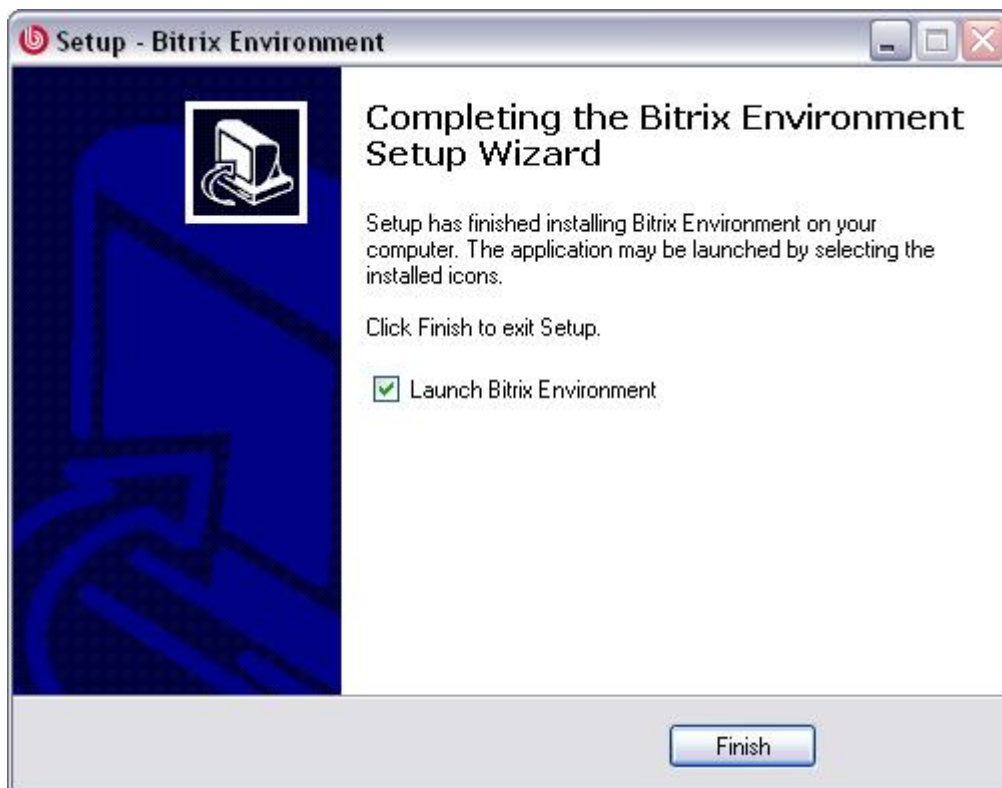 Setup - Bitrix Environment
Completing the Bitrix Environment
Setup Wizard
Setup has finished installing Bitrix Environment on your
computer. The application may be launched by selecting the
installed icons.
Click Finish to exit Setup.
Launch Bitrix Environment
Finish